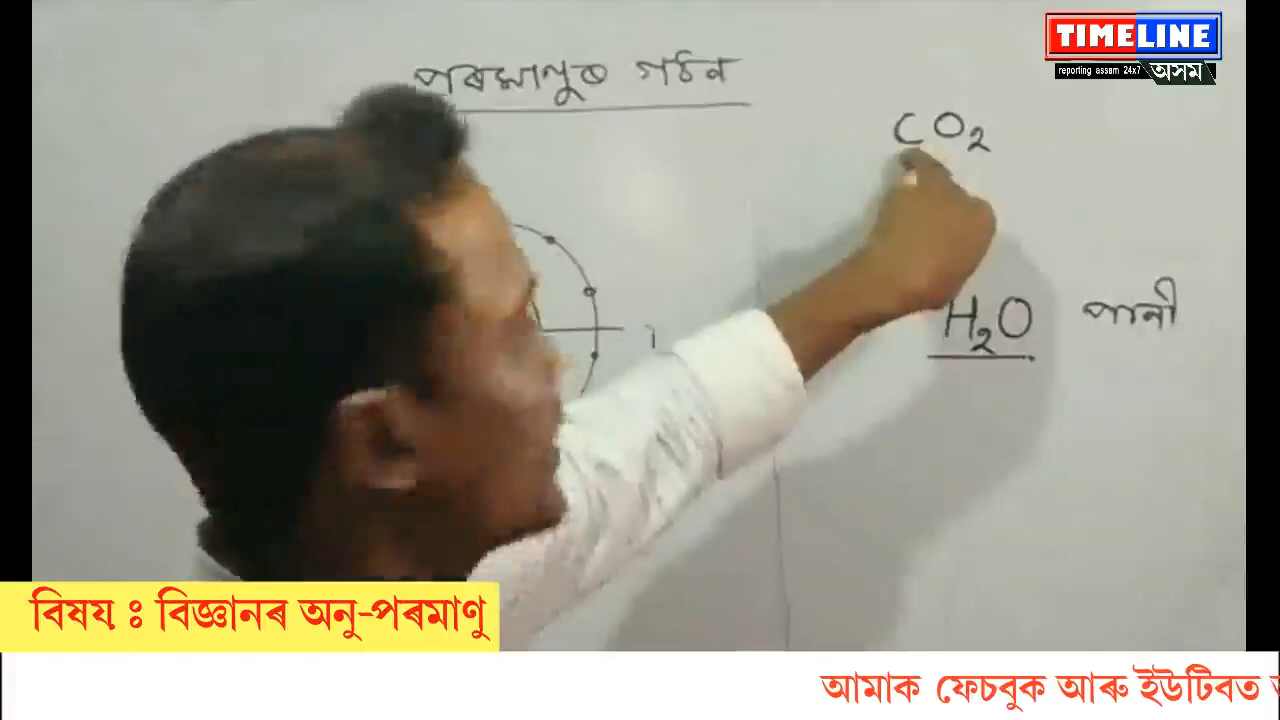 TIMELINE
reporting assam 24x7 অসম
পৰমাণুৰ গঠন
CO₂
H₂O পানী
বিষয় ঃ বিজ্ঞানৰ অনু-পৰমাণু
আমাক ফেচবুক আৰু ইউটিবত